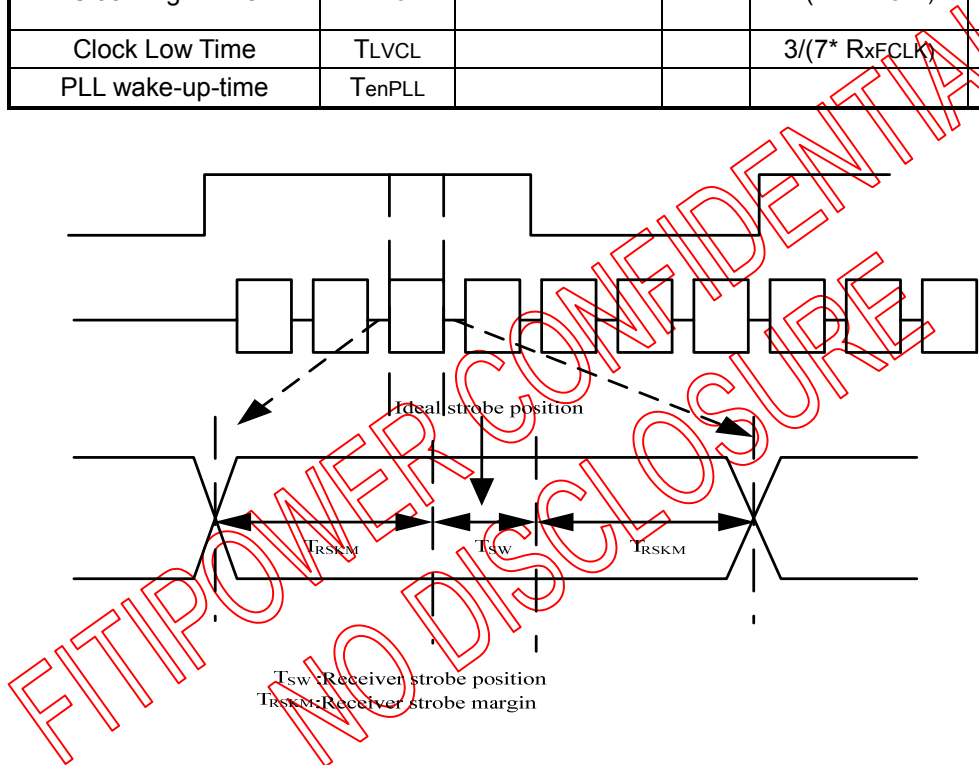 Clock Low Time TLVCL 3/(7* RxFCLK)
PLL wake-up-time TenPLL
Ideal strobe position
TRSKM TSW TRSKM
TSW:Receiver strobe position
TRSKM:Receiver strobe margin
FITIPOWER CONFIDENTIAL
NO DISCLOSURE